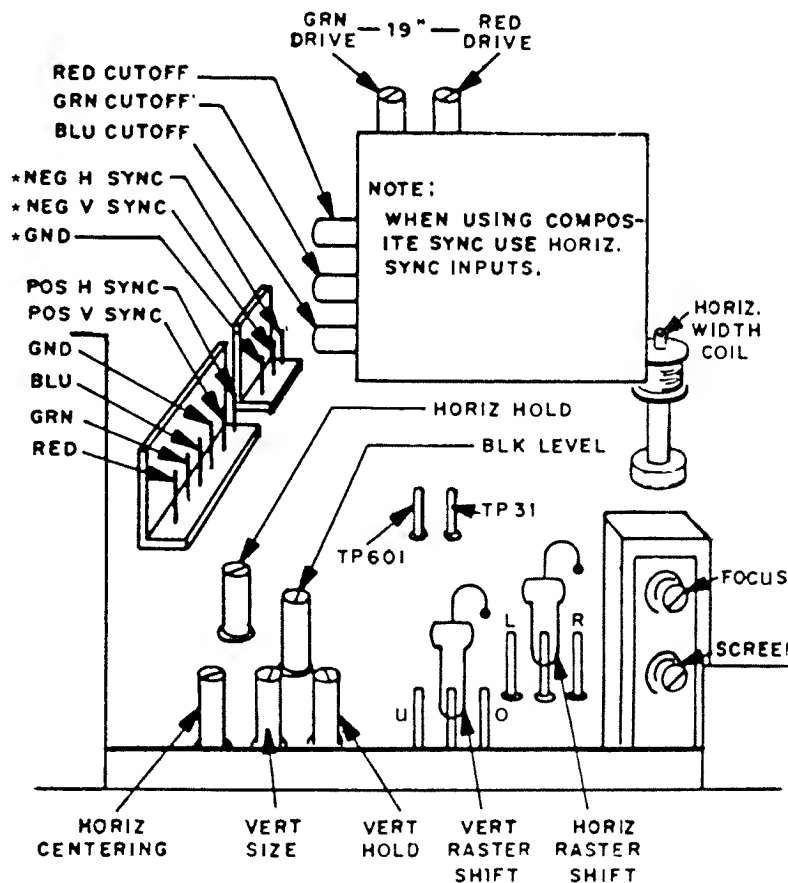 GRN DRIVE — 19" — RED DRIVE
RED CUTOFF
GRN CUTOFF
BLU CUTOFF
*NEG H SYNC
*NEG V SYNC
*GND
POS H SYNC
POS V SYNC
GND
BLU
GRN
RED
NOTE:
WHEN USING COMPOS-
ITE SYNC USE HORIZ.
SYNC INPUTS.
HORIZ.
WIDTH
COIL
HORIZ HOLD
BLK LEVEL
TP31
TP601
FOCUS
L R
SCREEN
U O
HORIZ
CENTERING
VERT
SIZE
VERT
HOLD
VERT
RASTER
SHIFT
HORIZ
RASTER
SHIFT